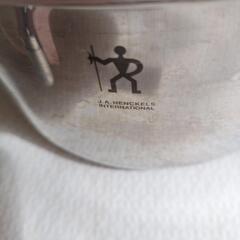 J.A. HENCKELS
INTERNATIONAL